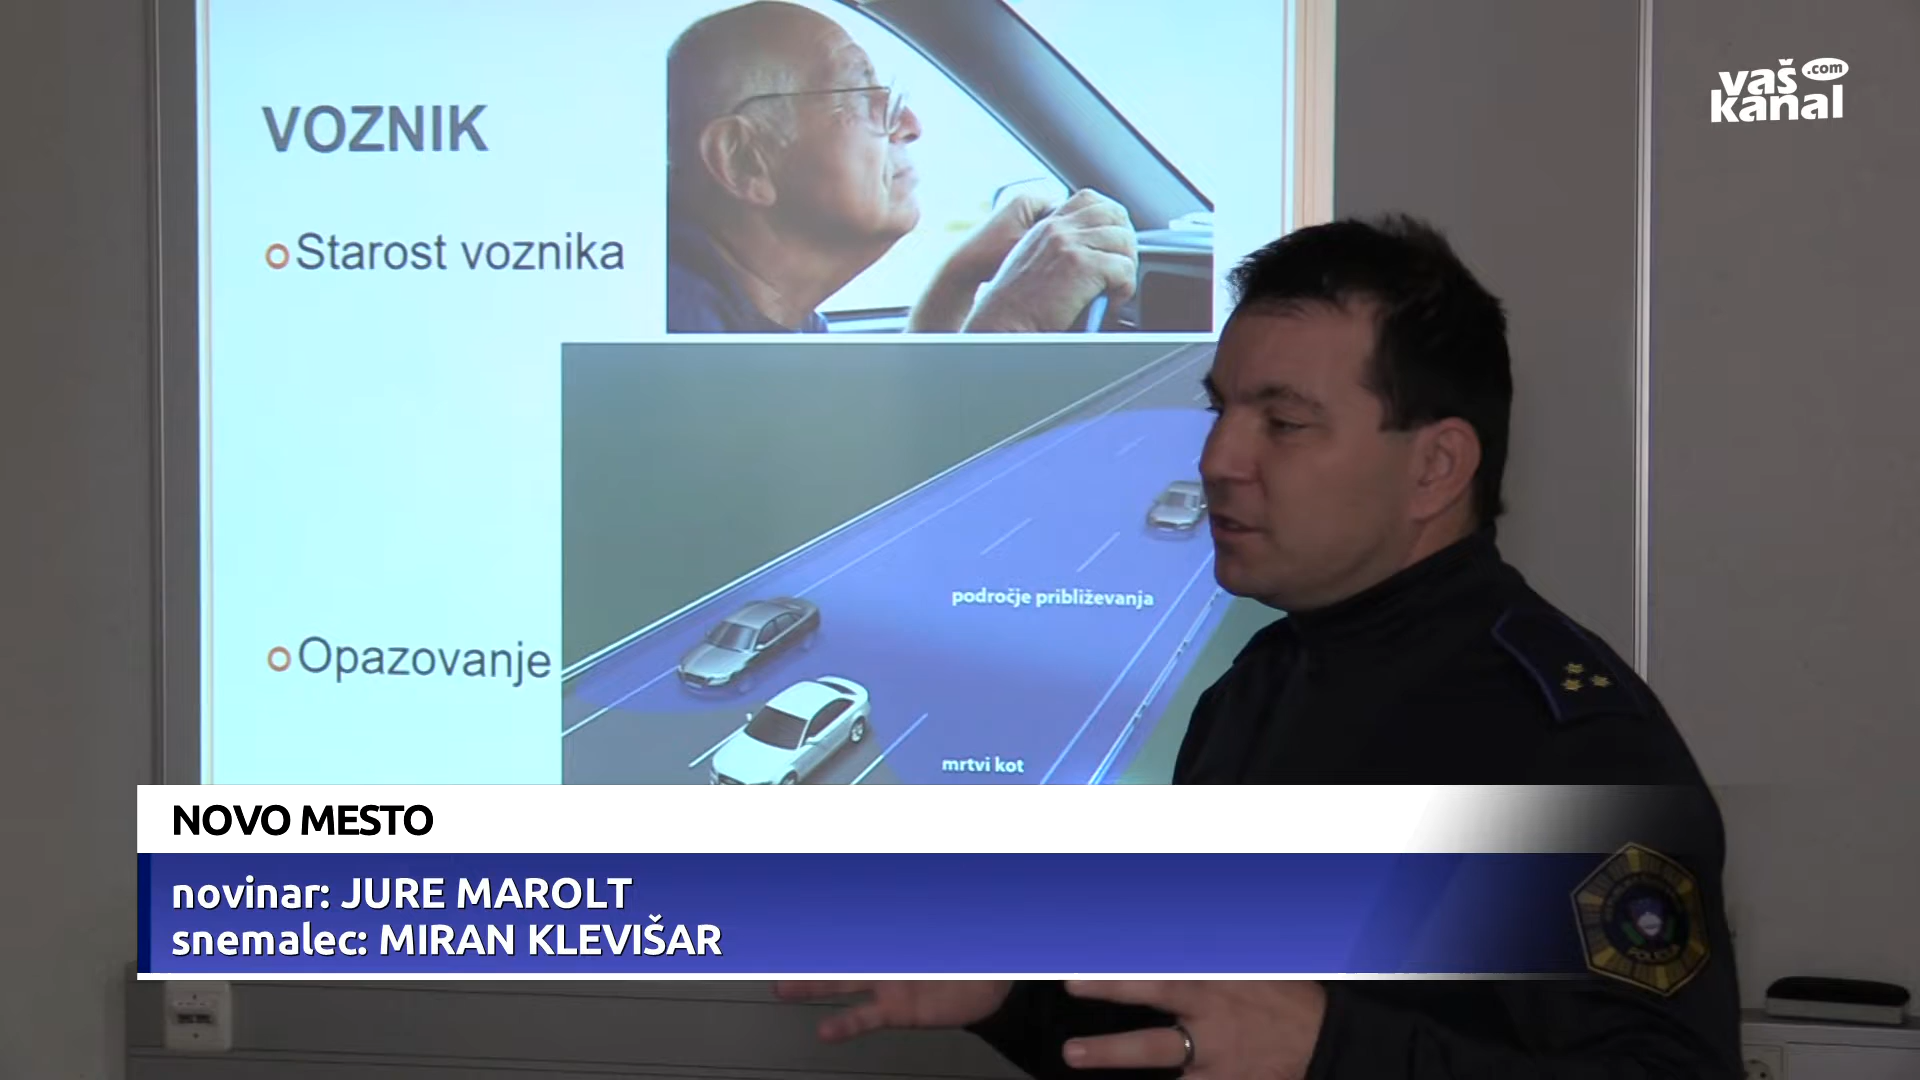 vaš
.com
kanal
VOZNIK
Starost voznika
področje približevanja
Opazovanje
mrtvi kot
NOVO MESTO
novinar: JURE MAROLT
snemalec: MIRAN KLEVIŠAR
POLICIJA